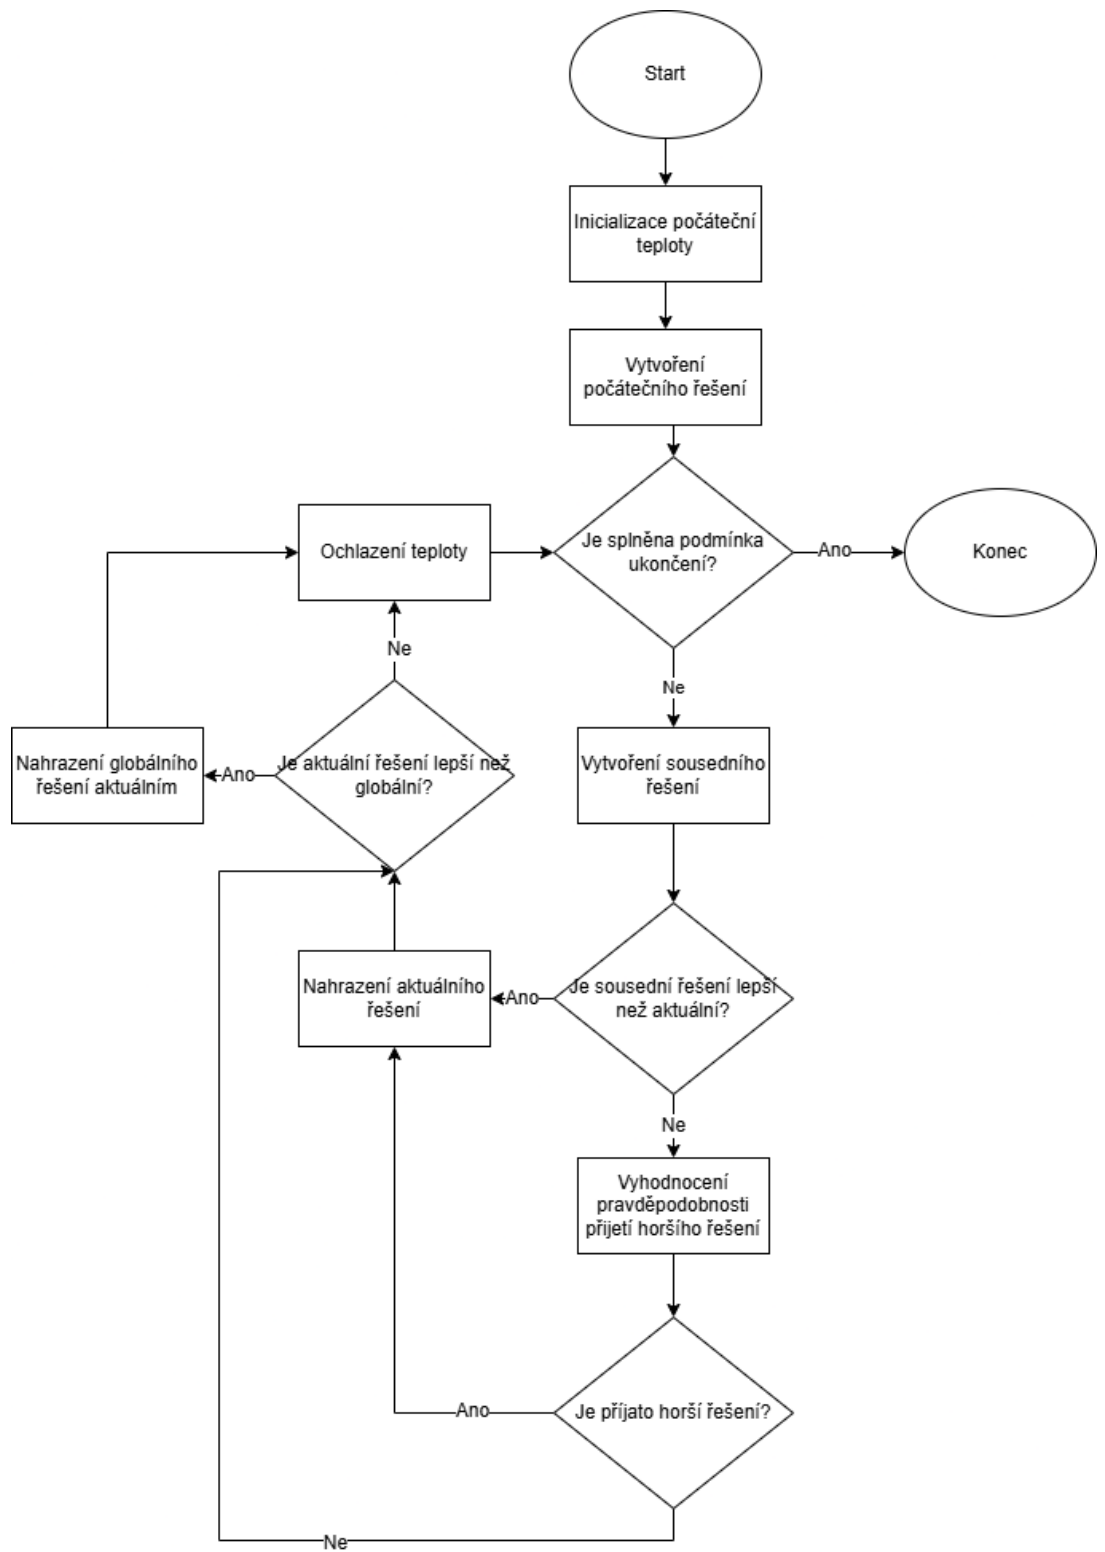 Start
Inicializace počáteční
teploty
Vytvoření
počátečního řešení
Ochlazení teploty
Je splněna podmínka
ukončení?
Ano
Konec
Ne
Ne
Nahrazení globálního
řešení aktuálním
Ano
Je aktuální řešení lepší než
globální?
Vytvoření sousedního
řešení
Nahrazení aktuálního
řešení
Ano
Je sousední řešení lepší
než aktuální?
Ne
Vyhodnocení
pravděpodobnosti
přijetí horšího řešení
Ano
Je příjato horší řešení?
Ne